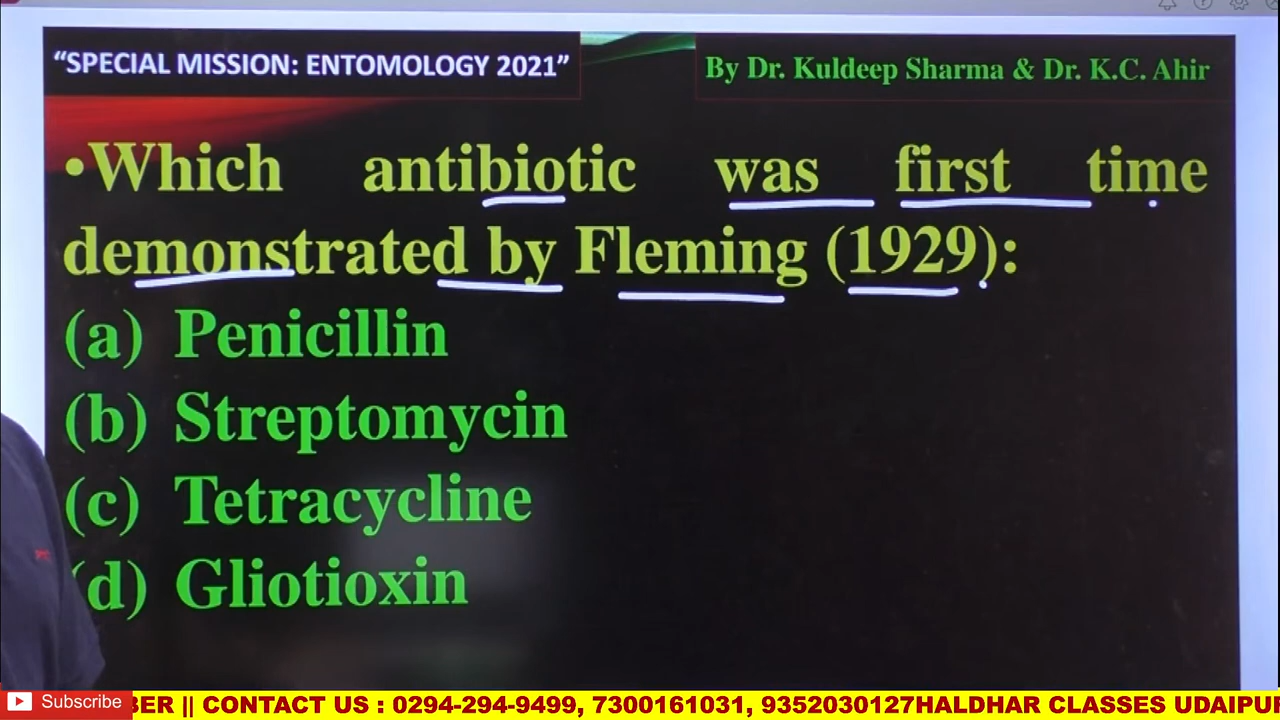 “SPECIAL MISSION: ENTOMOLOGY 2021”
By Dr. Kuldeep Sharma & Dr. K.C. Ahir
•Which antibiotic was first time
demonstrated by Fleming (1929):
(a) Penicillin
(b) Streptomycin
(c) Tetracycline
(d) Gliotioxin
Subscribe
BER || CONTACT US : 0294-294-9499, 7300161031, 9352030127HALDHAR CLASSES UDAIPU